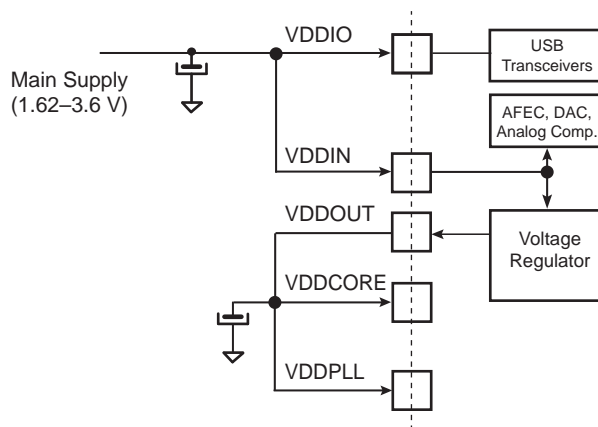 VDDIO
USB
Transceivers
Main Supply
(1.62–3.6 V)
AFEC, DAC,
Analog Comp.
VDDIN
VDDOUT
Voltage
Regulator
VDDCORE
VDDPLL